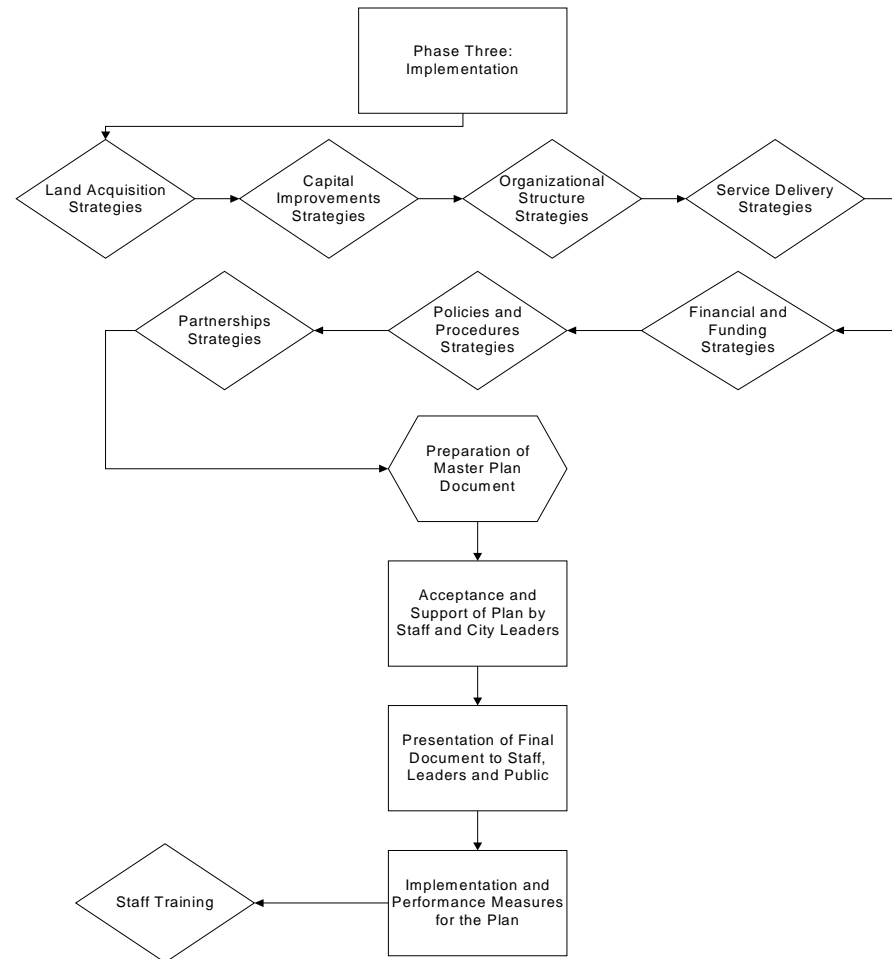 Phase Three:
Implementation
Land Acquisition
Strategies
Capital
Improvements
Strategies
Organizational
Structure
Strategies
Service Delivery
Strategies
Partnerships
Strategies
Policies and
Procedures
Strategies
Financial and
Funding
Strategies
Preparation of
Master Plan
Document
Acceptance and
Support of Plan by
Staff and City Leaders
Presentation of Final
Document to Staff,
Leaders and Public
Staff Training
Implementation and
Performance Measures
for the Plan